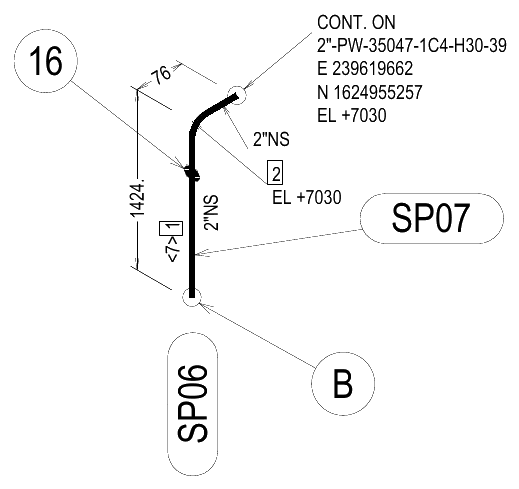 CONT. ON
2"-PW-35047-1C4-H30-39
E 239619662
N 1624955257
EL +7030
16
76
2"NS
2
EL +7030
1424.
2"NS
<7> 1
SP07
B
SP06